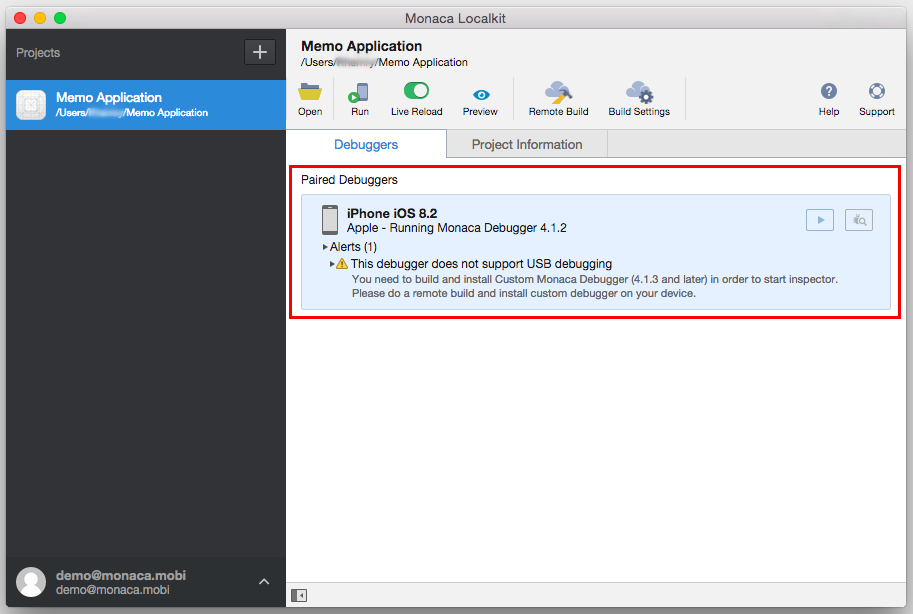 Monaca Localkit
Projects
Memo Application
/Users/ /Memo Application
Memo Application
/Users/ /Memo Application
Open
Run
Live Reload
Preview
Remote Build
Build Settings
Help
Support
Debuggers
Project Information
Paired Debuggers
iPhone iOS 8.2
Apple - Running Monaca Debugger 4.1.2
Alerts (1)
This debugger does not support USB debugging
You need to build and install Custom Monaca Debugger (4.1.3 and later) in order to start inspector.
Please do a remote build and install custom debugger on your device.
demo@monaca.mobi
demo@monaca.mobi